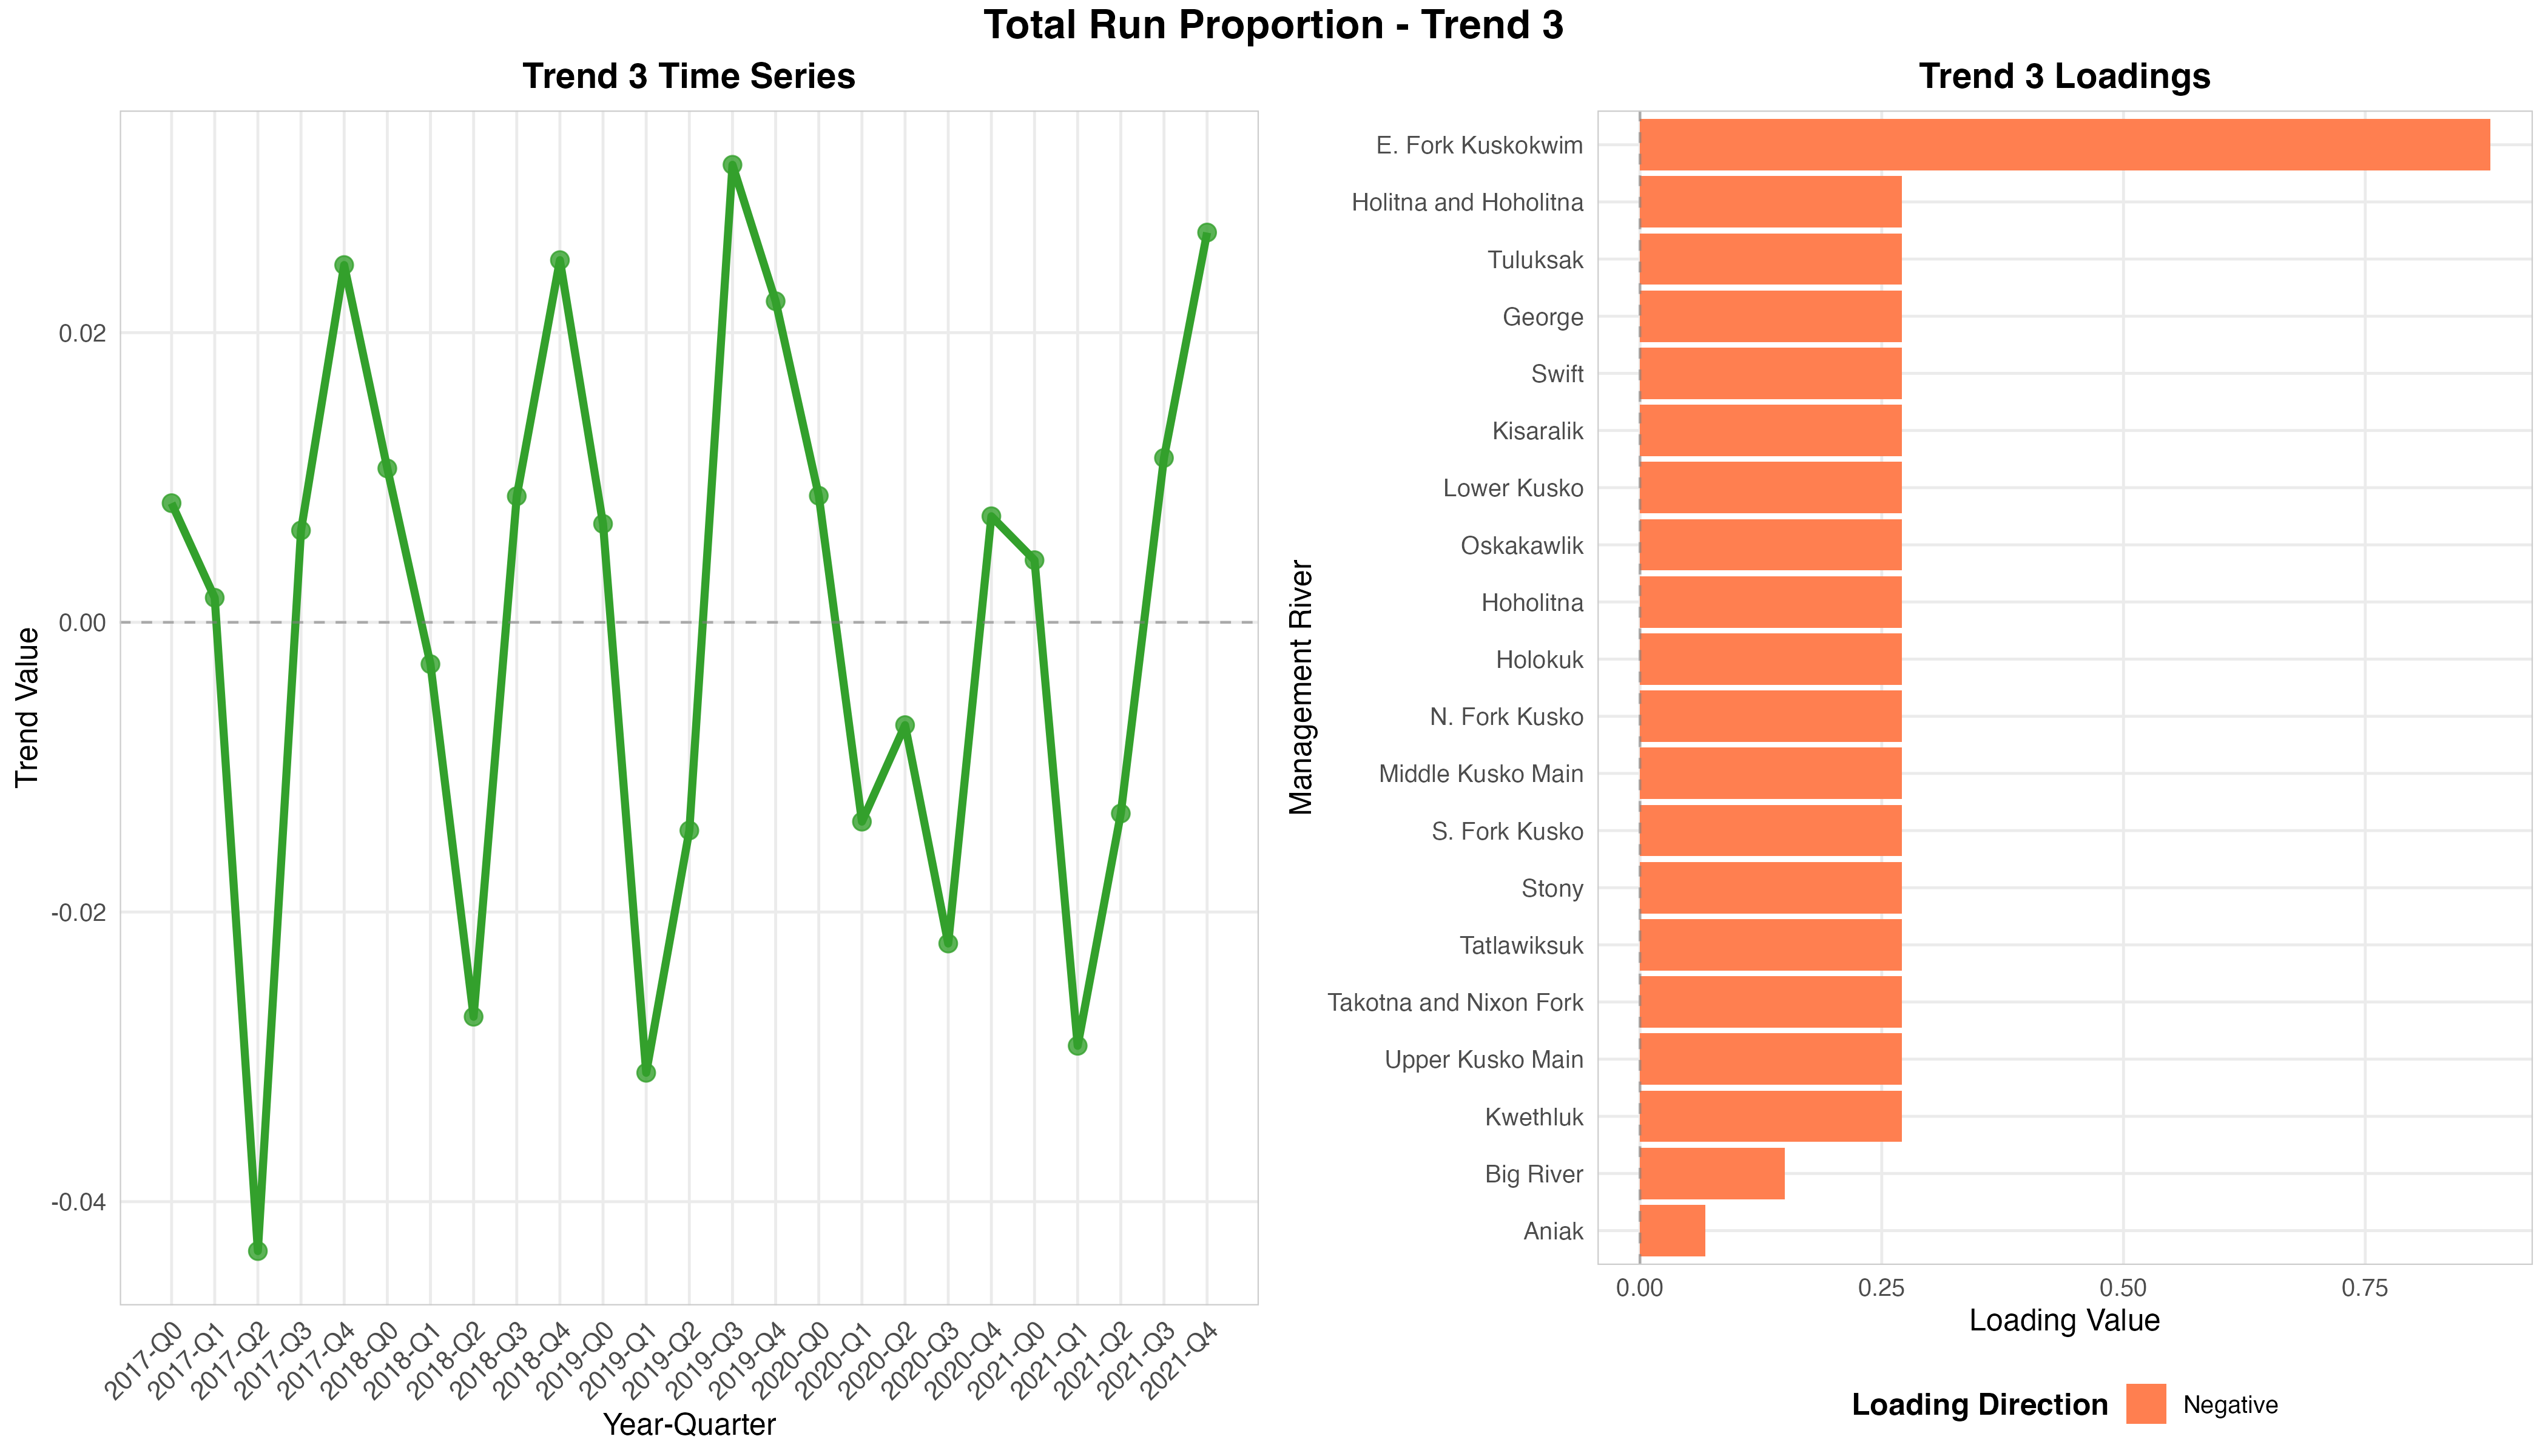 Total Run Proportion - Trend 3
Trend 3 Time Series
Trend Value
0.02
0.00
-0.02
-0.04
2017-Q0
2017-Q1
2017-Q2
2017-Q3
2017-Q4
2018-Q0
2018-Q1
2018-Q2
2018-Q3
2018-Q4
2019-Q0
2019-Q1
2019-Q2
2019-Q3
2019-Q4
2020-Q0
2020-Q1
2020-Q2
2020-Q3
2020-Q4
2021-Q0
2021-Q1
2021-Q2
2021-Q3
2021-Q4
Year-Quarter
Trend 3 Loadings
Management River
E. Fork Kuskokwim
Holitna and Hoholitna
Tuluksak
George
Swift
Kisaralik
Lower Kusko
Oskakawlik
Hoholitna
Holokuk
N. Fork Kusko
Middle Kusko Main
S. Fork Kusko
Stony
Tatlawiksuk
Takotna and Nixon Fork
Upper Kusko Main
Kwethluk
Big River
Aniak
0.00
0.25
0.50
0.75
Loading Value
Loading Direction
Negative